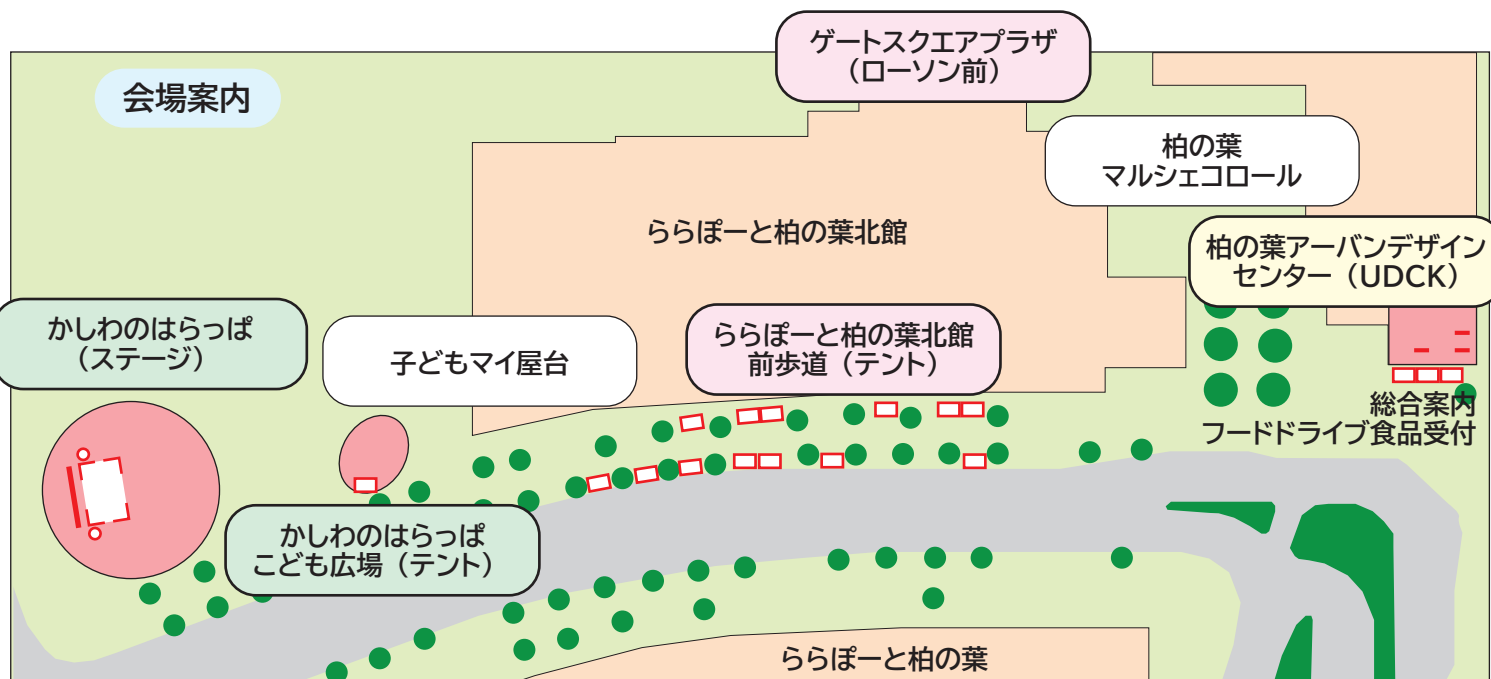 ゲートスクエアプラザ
（ローソン前）
会場案内
柏の葉
マルシェコロール
ららぽーと柏の葉北館
柏の葉アーバンデザイン
センター（UDCK）
かしわのはらっぱ
（ステージ）
子どもマイ屋台
ららぽーと柏の葉北館
前歩道（テント）
総合案内
フードドライブ食品受付
かしわのはらっぱ
こども広場（テント）
ららぽーと柏の葉